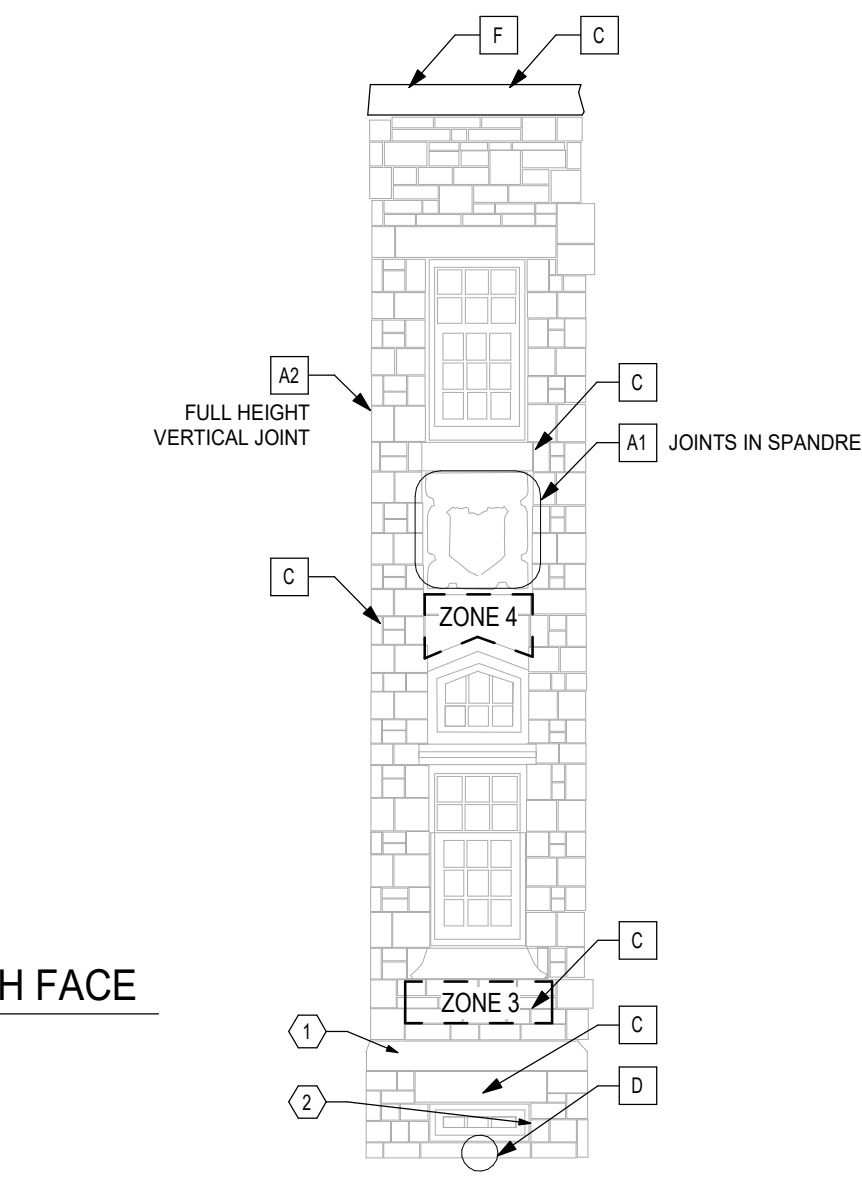 F
C
A2
FULL HEIGHT
VERTICAL JOINT
C
A1 JOINTS IN SPANDRE
C
ZONE 4
C
ZONE 3
H FACE
1
C
2
D